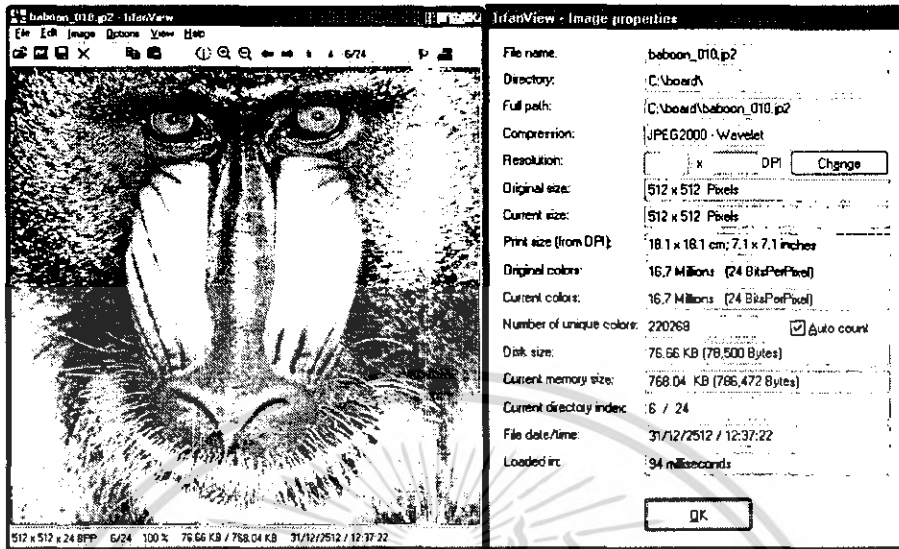 baboon_010.jp2 - IrfanView
File Edit Image Options View Help
6/24
512 x 512 x 24 BPP 6/24 100 % 76.66 KB / 768.04 KB 31/12/2512 / 12:37:22
IrfanView - Image properties
File name: baboon_010.jp2
Directory: C:\board\
Full path: C:\board\baboon_010.jp2
Compression: JPEG2000 - Wavelet
Resolution: x DPI Change
Original size: 512 x 512 Pixels
Current size: 512 x 512 Pixels
Print size (from DPI): 18.1 x 18.1 cm; 7.1 x 7.1 inches
Original colors: 16,7 Millions (24 BitsPerPixel)
Current colors: 16,7 Millions (24 BitsPerPixel)
Number of unique colors: 220268 Auto count
Disk size: 76.66 KB (78,500 Bytes)
Current memory size: 768.04 KB (786,472 Bytes)
Current directory index: 6 / 24
File date/time: 31/12/2512 / 12:37:22
Loaded in: 94 milliseconds
OK